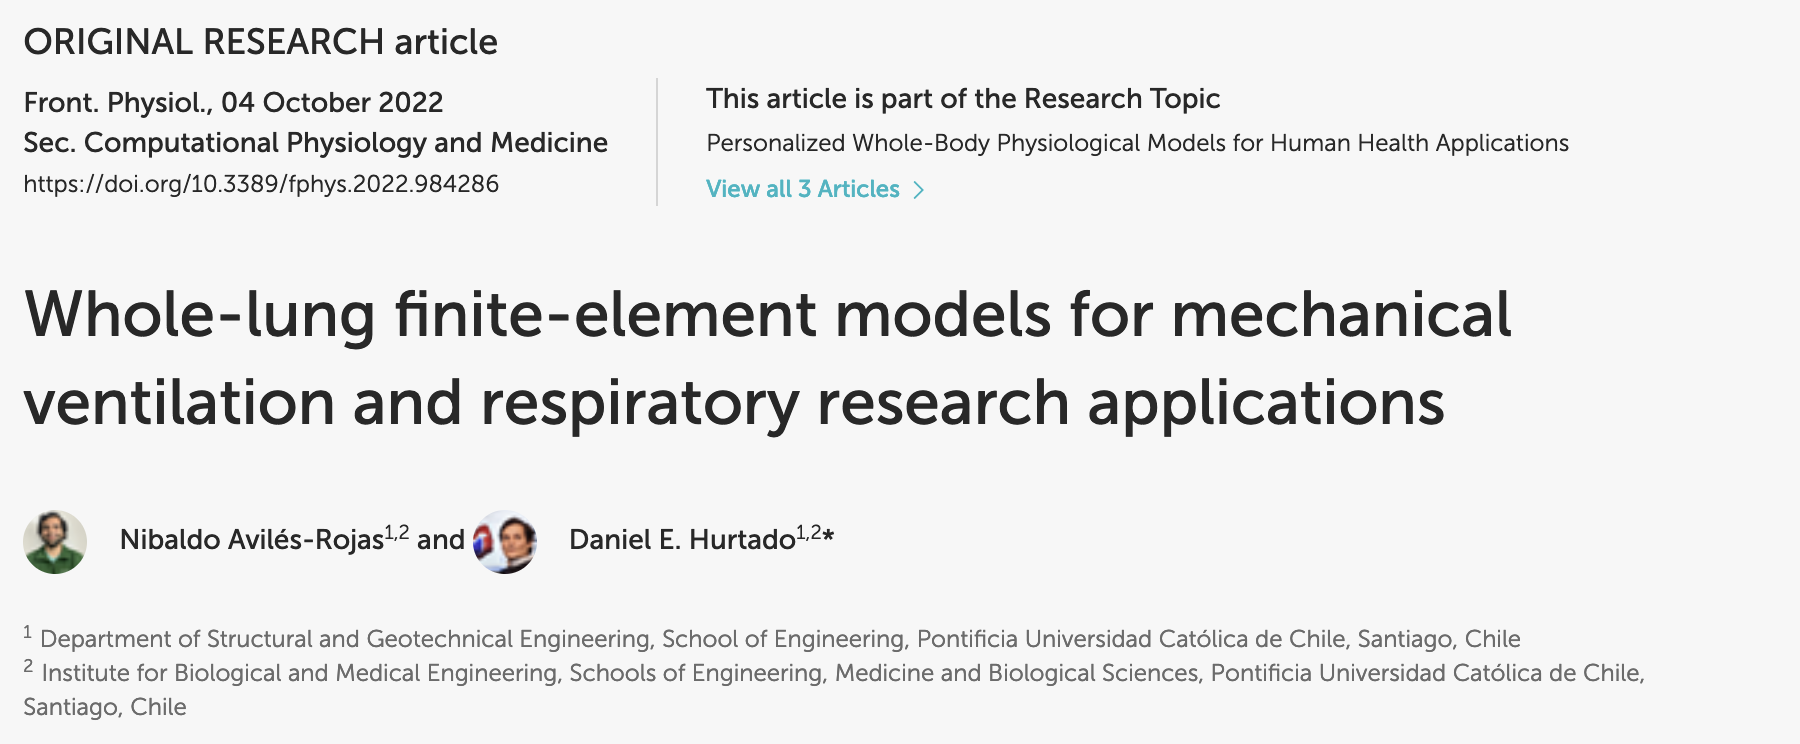 ORIGINAL RESEARCH article
Front. Physiol., 04 October 2022
Sec. Computational Physiology and Medicine
https://doi.org/10.3389/fphys.2022.984286
This article is part of the Research Topic
Personalized Whole-Body Physiological Models for Human Health Applications
View all 3 Articles >
Whole-lung finite-element models for mechanical
ventilation and respiratory research applications
Nibaldo Avilés-Rojas1,2 and Daniel E. Hurtado1,2*
1 Department of Structural and Geotechnical Engineering, School of Engineering, Pontificia Universidad Católica de Chile, Santiago, Chile
2 Institute for Biological and Medical Engineering, Schools of Engineering, Medicine and Biological Sciences, Pontificia Universidad Católica de Chile,
Santiago, Chile